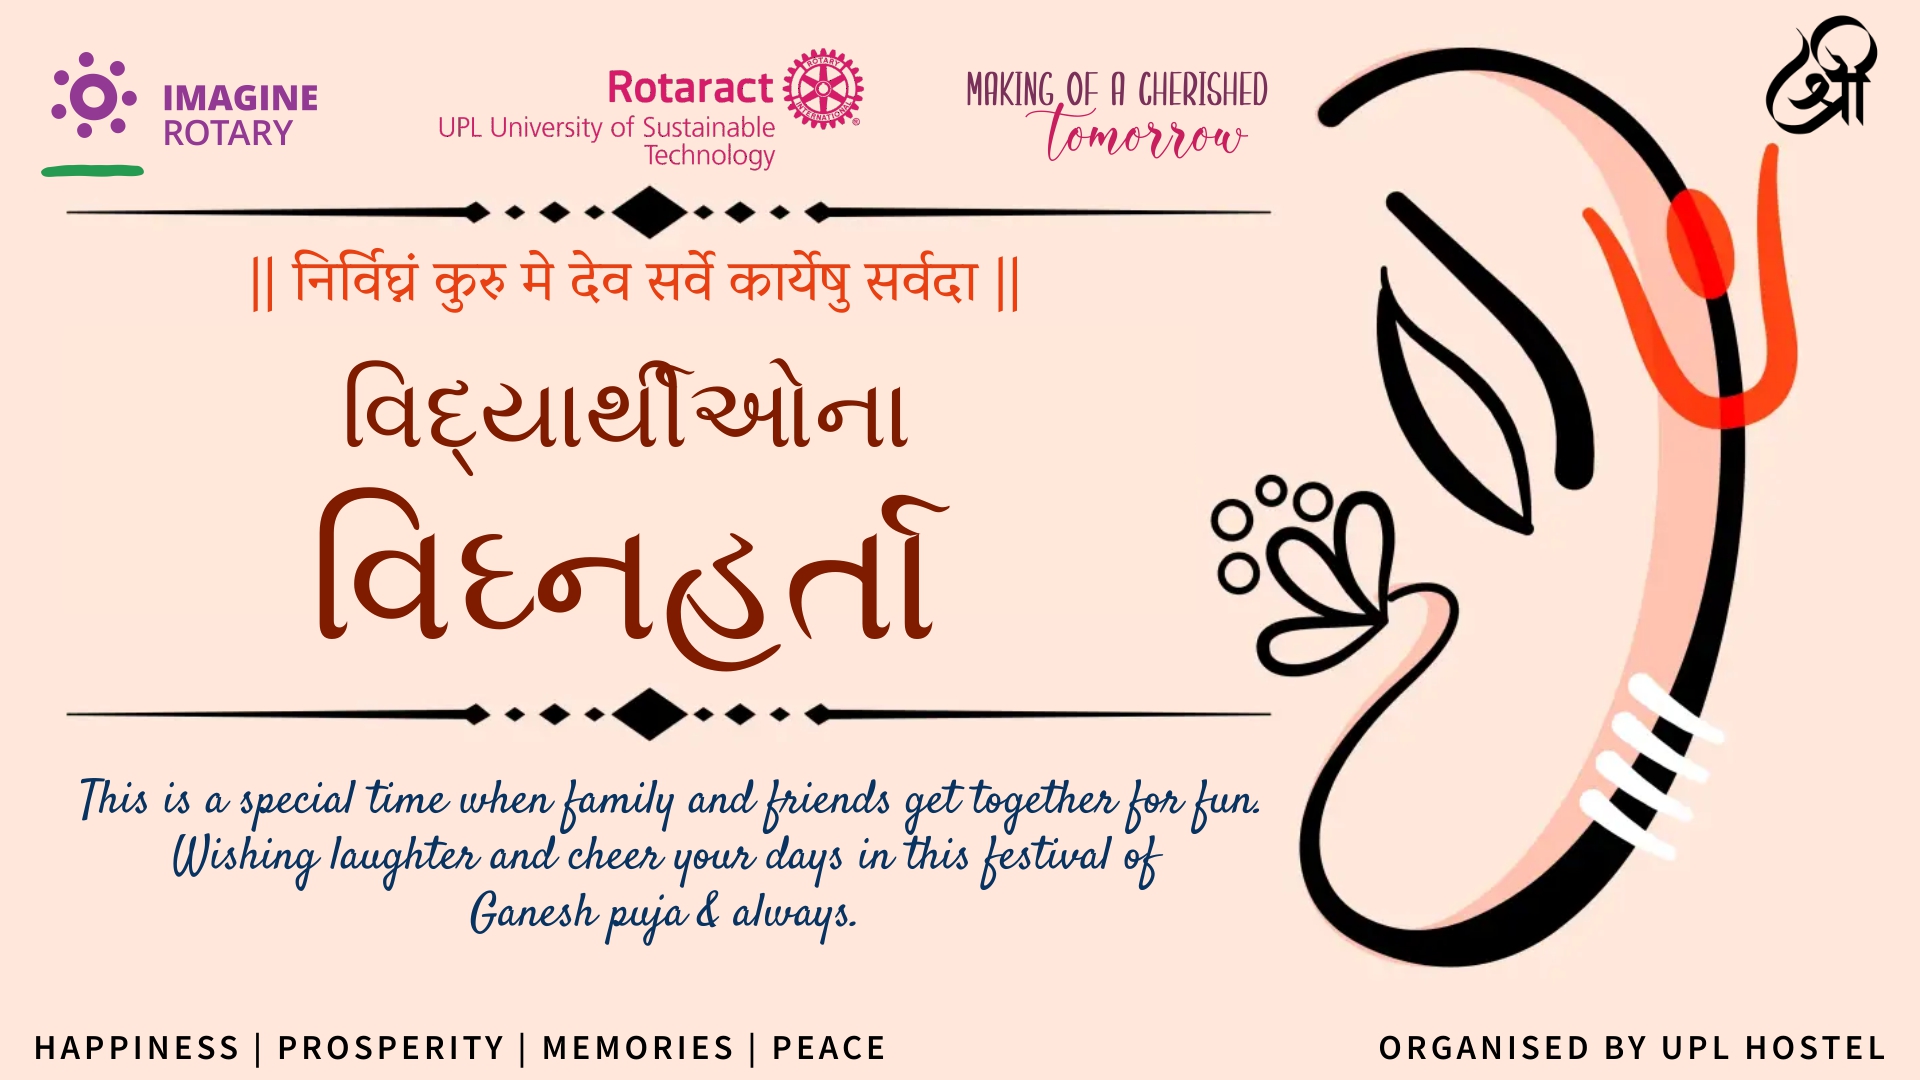 श्री
IMAGINE
ROTARY
Rotaract
ROTARY
INTERNATIONAL
UPL University of Sustainable
Technology
MAKING OF A CHERISHED
tomorrow
|| निर्विघ्नं कुरु मे देव सर्वे कार्येषु सर्वदा ||
વિદ્‌યાર્થીઓના
વિઘ્નહર્તા
This is a special time when family and friends get together for fun.
Wishing laughter and cheer your days in this festival of
Ganesh puja & always.
HAPPINESS | PROSPERITY | MEMORIES | PEACE
ORGANISED BY UPL HOSTEL